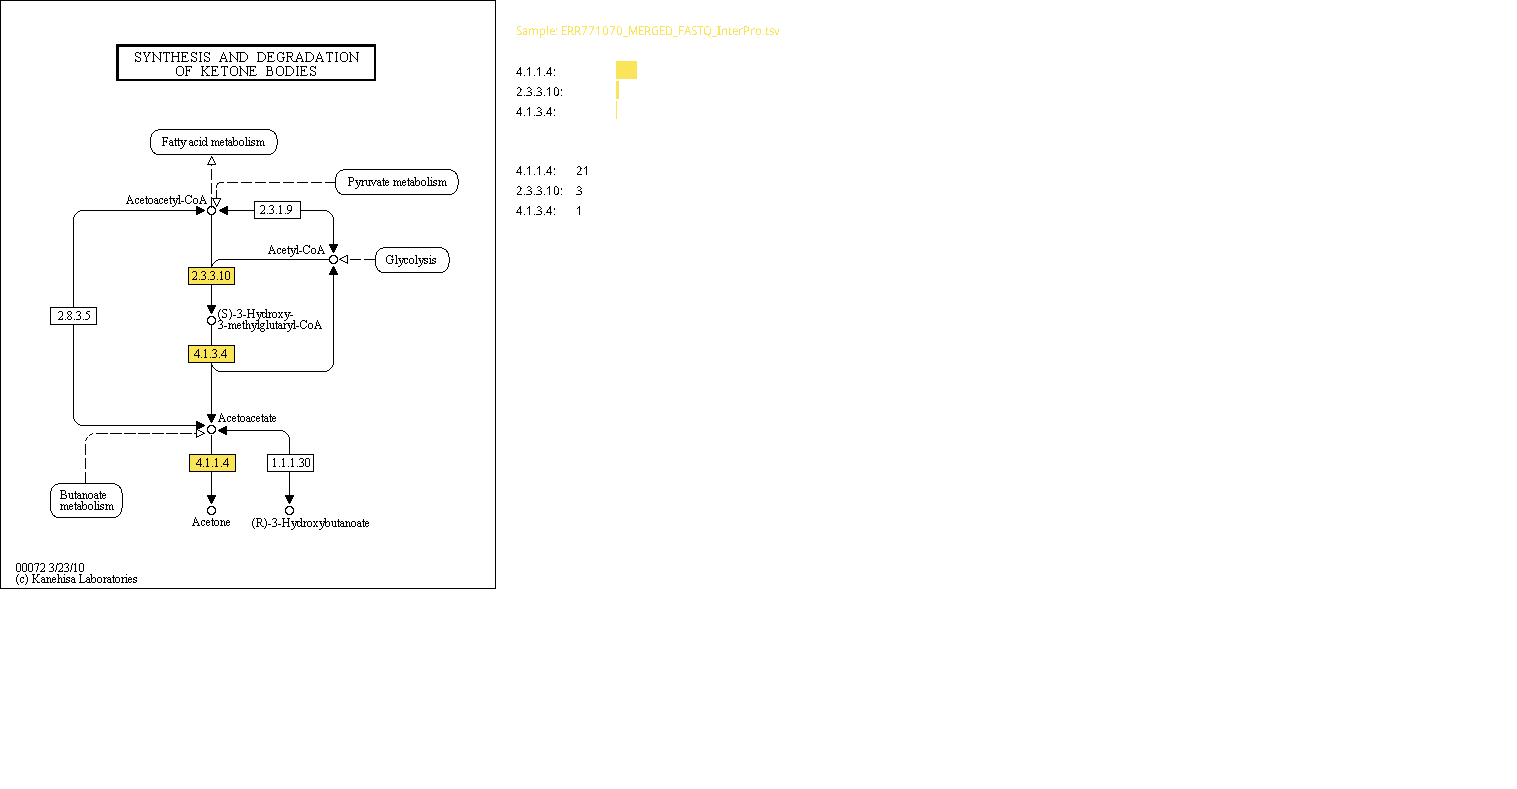 SYNTHESIS AND DEGRADATION
OF KETONE BODIES
Fatty acid metabolism
Pyruvate metabolism
Acetoacetyl-CoA
2.3.1.9
Acetyl-CoA
Glycolysis
2.3.3.10
2.8.3.5
(S)-3-Hydroxy-
3-methylglutaryl-CoA
4.1.3.4
Acetoacetate
4.1.1.4
1.1.1.30
Butanoate
metabolism
Acetone
(R)-3-Hydroxybutanoate
00072 3/23/10
(c) Kanehisa Laboratories
Sample: ERR771070_MERGED_FASTQ_InterPro.tsv
4.1.1.4:
2.3.3.10:
4.1.3.4:
4.1.1.4: 21
2.3.3.10: 3
4.1.3.4: 1